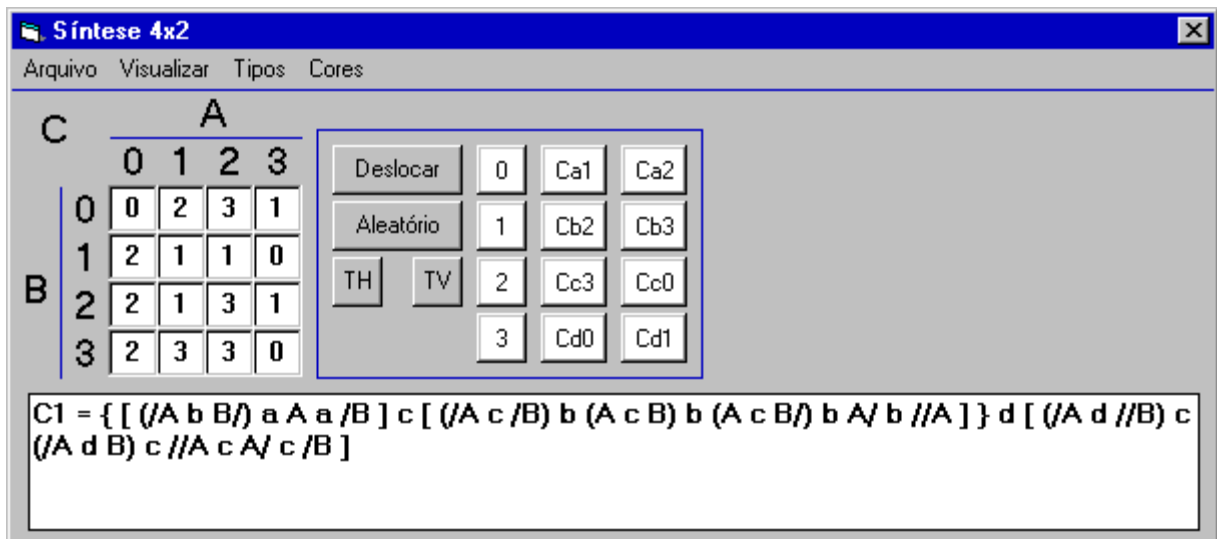 Síntese 4x2
Arquivo Visualizar Tipos Cores
C A
0 1 2 3
B
0 0 2 3 1
1 2 1 1 0
2 2 1 3 1
3 2 3 3 0
Deslocar 0 Ca1 Ca2
Aleatório 1 Cb2 Cb3
TH TV 2 Cc3 Cc0
3 Cd0 Cd1
C1 = { [ (/A b B/) a A a /B ] c [ (/A c /B) b (A c B) b (A c B/) b A/ b //A ] } d [ (/A d //B) c
(/A d B) c //A c A/ c /B ]